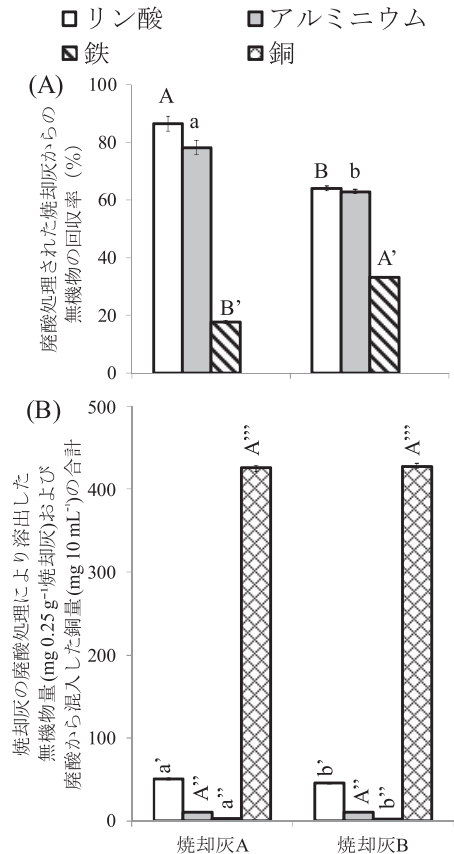 リン酸
アルミニウム
鉄
銅
(A)
廃酸処理された焼却灰からの
無機物の回収率（%）
100
80
60
40
20
0
A
a
B’
B
b
A’
(B)
焼却灰の廃酸処理により溶出した
無機物量(mg 0.25 g⁻¹焼却灰)および
廃酸から混入した銅量(mg 10 mL⁻¹)の合計
500
400
300
200
100
0
a’
A’’
a’’
A’’’
b’
A’’
b’’
A’’’
焼却灰A
焼却灰B